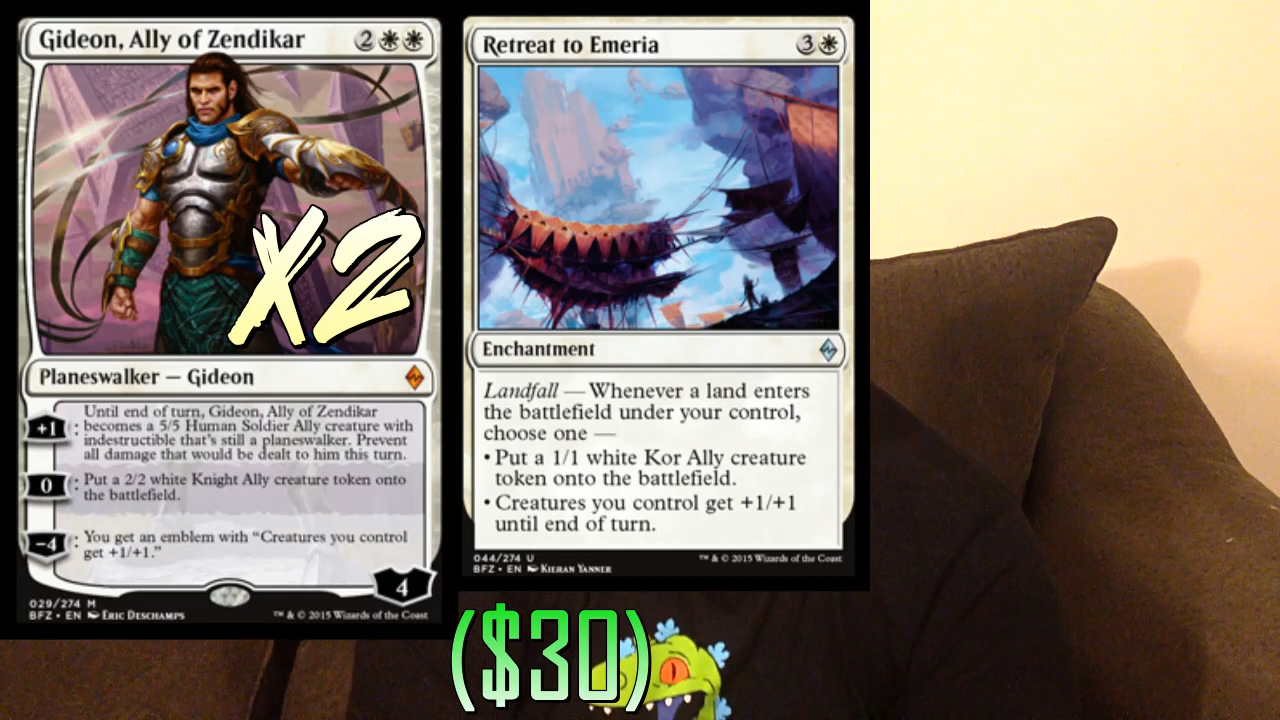 Gideon, Ally of Zendikar 2
X2
Planeswalker — Gideon
+1 : Until end of turn, Gideon, Ally of Zendikar
becomes a 5/5 Human Soldier Ally creature with
indestructible that's still a planeswalker. Prevent
all damage that would be dealt to him this turn.
0 : Put a 2/2 white Knight Ally creature token onto
the battlefield.
-4 : You get an emblem with "Creatures you control
get +1/+1."
4
029/274 M
BFZ • EN Eric Deschamps ™ & © 2015 Wizards of the Coast
Retreat to Emeria 3
Enchantment
Landfall — Whenever a land enters
the battlefield under your control,
choose one —
• Put a 1/1 white Kor Ally creature
token onto the battlefield.
• Creatures you control get +1/+1
until end of turn.
044/274 U
BFZ • EN Kieran Yanner ™ & © 2015 Wizards of the Coast
($30)